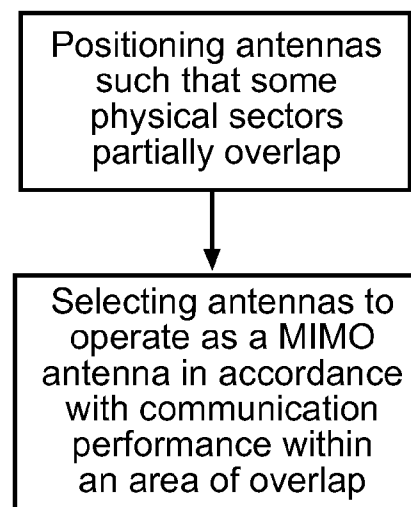 Positioning antennas
such that some
physical sectors
partially overlap
Selecting antennas to
operate as a MIMO
antenna in accordance
with communication
performance within
an area of overlap